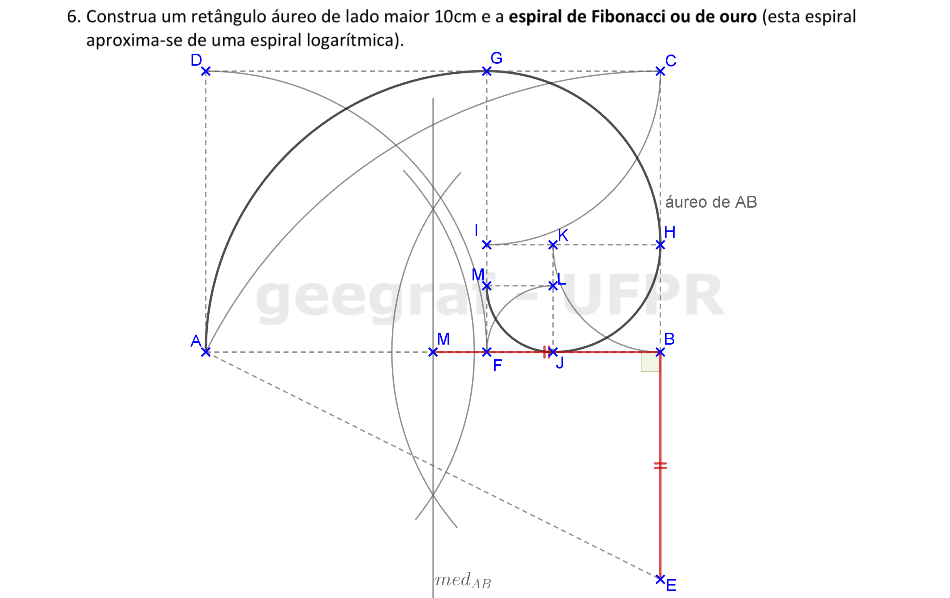 6. Construa um retângulo áureo de lado maior 10cm e a espiral de Fibonacci ou de ouro (esta espiral
aproxima-se de uma espiral logarítmica).
D
G
C
áureo de AB
I
K
H
M
L
geegraf - UFPR
A
M
B
F
J
med_AB
E